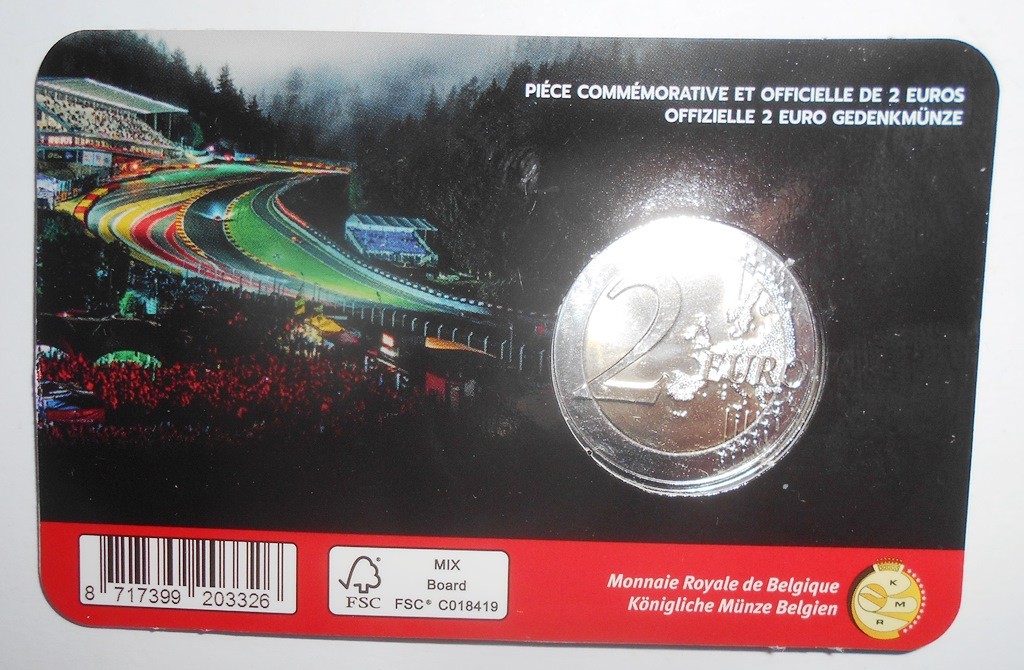 PIÉCE COMMÉMORATIVE ET OFFICIELLE DE 2 EUROS
OFFIZIELLE 2 EURO GEDENKMÜNZE
2 EURO
8 717399 203326
FSC®
MIX
Board
FSC® C018419
Monnaie Royale de Belgique
Königliche Münze Belgien
K
M
R